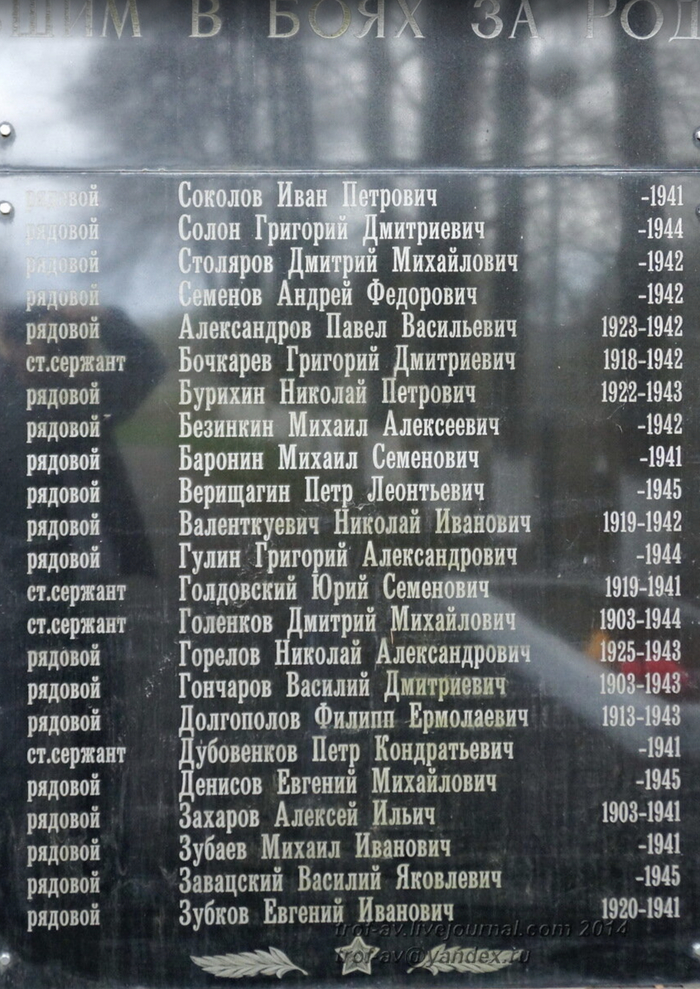 ШИМ В БОЯХ ЗА РОД
рядовой Соколов Иван Петрович -1941
рядовой Солон Григорий Дмитриевич -1944
рядовой Столяров Дмитрий Михайлович -1942
рядовой Семенов Андрей Федорович -1942
рядовой Александров Павел Васильевич 1923-1942
ст.сержант Бочкарев Григорий Дмитриевич 1918-1942
рядовой Бурихин Николай Петрович 1922-1943
рядовой Безинкин Михаил Алексеевич -1942
рядовой Баронин Михаил Семенович -1941
рядовой Верищагин Петр Леонтьевич -1945
рядовой Валенткуевич Николай Иванович 1919-1942
рядовой Гулин Григорий Александрович -1944
ст.сержант Голдовский Юрий Семенович 1919-1941
ст.сержант Голенков Дмитрий Михайлович 1903-1944
рядовой Горелов Николай Александрович 1925-1943
рядовой Гончаров Василий Дмитриевич 1903-1943
рядовой Долгополов Филипп Ермолаевич 1913-1943
ст.сержант Дубовенков Петр Кондратьевич -1941
рядовой Денисов Евгений Михайлович -1945
рядовой Захаров Алексей Ильич 1903-1941
рядовой Зубаев Михаил Иванович -1941
рядовой Завацский Василий Яковлевич -1945
рядовой Зубков Евгений Иванович 1920-1941
trof-av.livejournal.com 2014
trof-av@yandex.ru